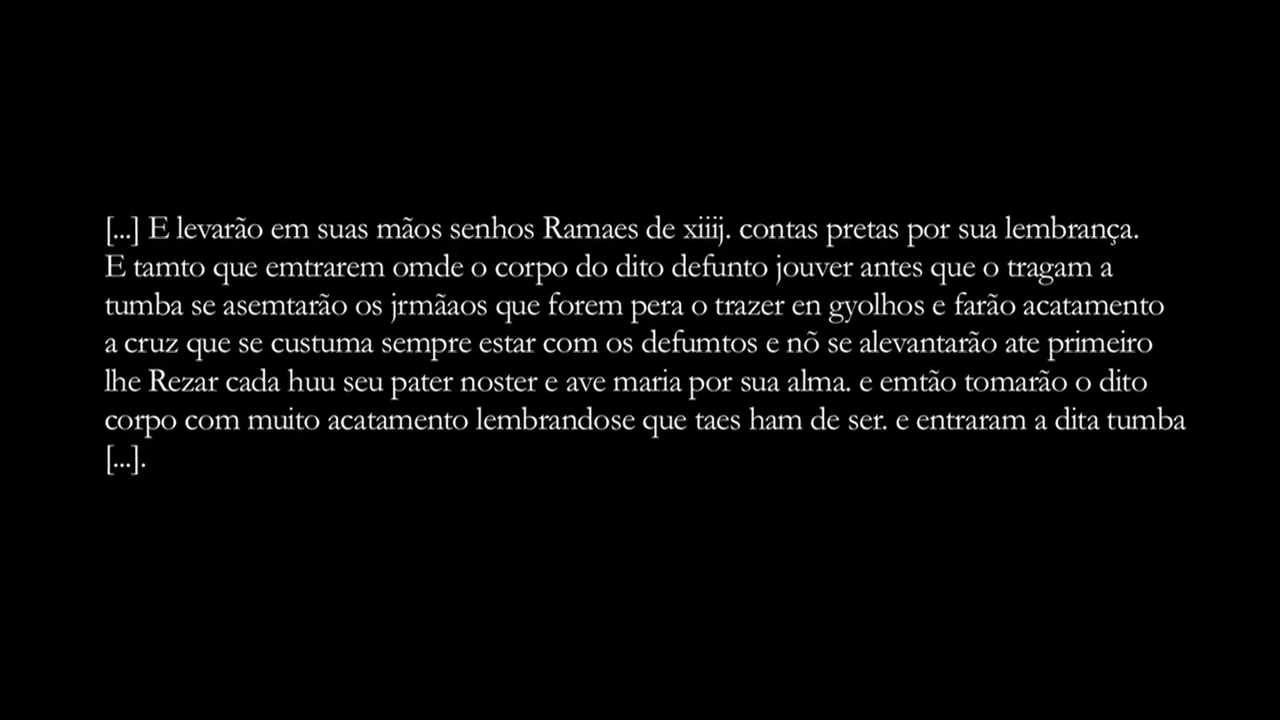 [...] E levarão em suas mãos senhos Ramaes de xiiij. contas pretas por sua lembrança.
E tamto que emtrarem omde o corpo do dito defunto jouver antes que o tragam a
tumba se asemtarão os jrmãaos que forem pera o trazer en gyolhos e farão acatamento
a cruz que se custuma sempre estar com os defumtos e nõ se alevantarão ate primeiro
lhe Rezar cada huu seu pater noster e ave maria por sua alma. e emtão tomarão o dito
corpo com muito acatamento lembrandose que taes ham de ser. e entraram a dita tumba
[...].